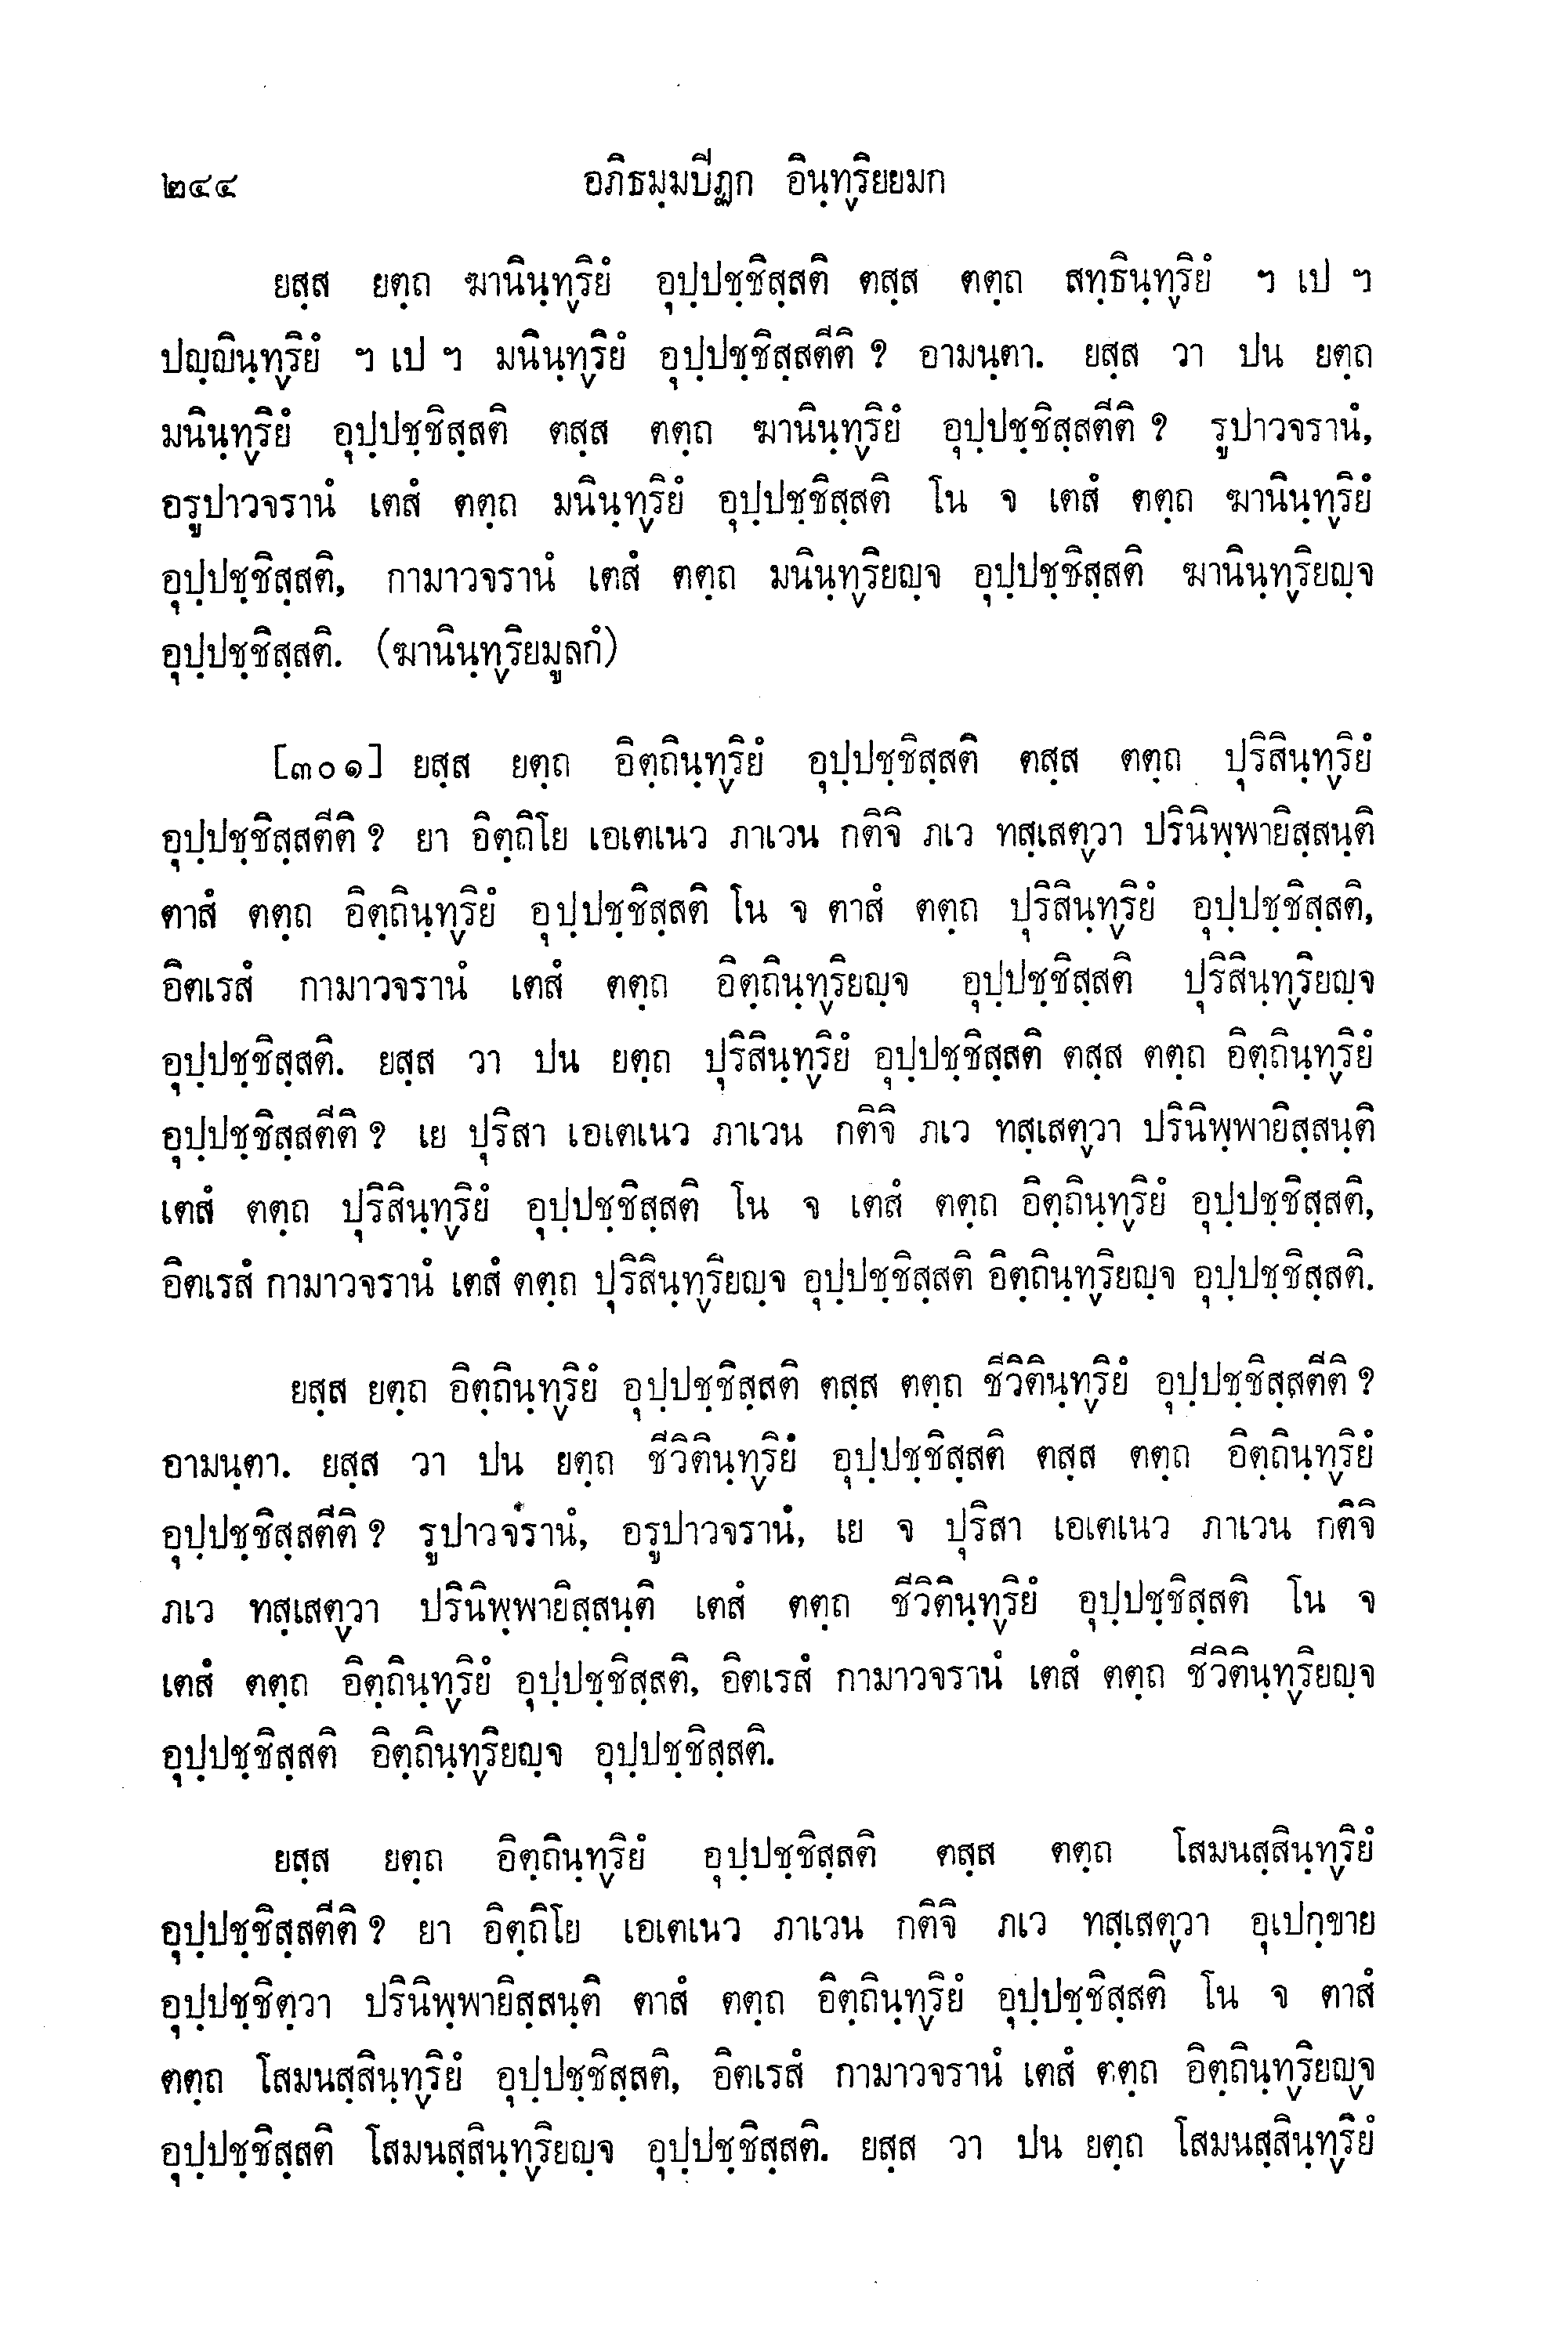 ๒๔๔ อภิธมฺมปิฏก อินฺทฺริยยมก
ยสฺส ยตฺถ ฆานินฺทฺริยํ อุปฺปชฺชิสฺสติ ตสฺส ตตฺถ สทฺธินฺทฺริยํ ฯ เป ฯ
ปญฺญินฺทฺริยํ ฯ เป ฯ มนินฺทฺริยํ อุปฺปชฺชิสฺสตีติ ? อามนฺตา. ยสฺส วา ปน ยตฺถ
มนินฺทฺริยํ อุปฺปชฺชิสฺสติ ตสฺส ตตฺถ ฆานินฺทฺริยํ อุปฺปชฺชิสฺสตีติ ? รูปาวจรานํ,
อรูปาวจรานํ เตสํ ตตฺถ มนินฺทฺริยํ อุปฺปชฺชิสฺสติ โน จ เตสํ ตตฺถ ฆานินฺทฺริยํ
อุปฺปชฺชิสฺสติ, กามาวจรานํ เตสํ ตตฺถ มนินฺทฺริยญฺจ อุปฺปชฺชิสฺสติ ฆานินฺทฺริยญฺจ
อุปฺปชฺชิสฺสติ. (ฆานินฺทฺริยมูลกํ)
[๓๐๑] ยสฺส ยตฺถ อิตฺถินฺทฺริยํ อุปฺปชฺชิสฺสติ ตสฺส ตตฺถ ปุริสินฺทฺริยํ
อุปฺปชฺชิสฺสตีติ ? ยา อิตฺถิโย เอเตเนว ภาเวน กติจิ ภเว ทสฺเสตฺวา ปรินิพฺพายิสฺสนฺติ
ตาสํ ตตฺถ อิตฺถินฺทฺริยํ อุปฺปชฺชิสฺสติ โน จ ตาสํ ตตฺถ ปุริสินฺทฺริยํ อุปฺปชฺชิสฺสติ,
อิตเรสํ กามาวจรานํ เตสํ ตตฺถ อิตฺถินฺทฺริยญฺจ อุปฺปชฺชิสฺสติ ปุริสินฺทฺริยญฺจ
อุปฺปชฺชิสฺสติ. ยสฺส วา ปน ยตฺถ ปุริสินฺทฺริยํ อุปฺปชฺชิสฺสติ ตสฺส ตตฺถ อิตฺถินฺทฺริยํ
อุปฺปชฺชิสฺสตีติ ? เย ปุริสา เอเตเนว ภาเวน กติจิ ภเว ทสฺเสตฺวา ปรินิพฺพายิสฺสนฺติ
เตสํ ตตฺถ ปุริสินฺทฺริยํ อุปฺปชฺชิสฺสติ โน จ เตสํ ตตฺถ อิตฺถินฺทฺริยํ อุปฺปชฺชิสฺสติ,
อิตเรสํ กามาวจรานํ เตสํ ตตฺถ ปุริสินฺทฺริยญฺจ อุปฺปชฺชิสฺสติ อิตฺถินฺทฺริยญฺจ อุปฺปชฺชิสฺสติ.
ยสฺส ยตฺถ อิตฺถินฺทฺริยํ อุปฺปชฺชิสฺสติ ตสฺส ตตฺถ ชีวิตินฺทฺริยํ อุปฺปชฺชิสฺสตีติ ?
อามนฺตา. ยสฺส วา ปน ยตฺถ ชีวิตินฺทฺริยํ อุปฺปชฺชิสฺสติ ตสฺส ตตฺถ อิตฺถินฺทฺริยํ
อุปฺปชฺชิสฺสตีติ ? รูปาวจรานํ, อรูปาวจรานํ, เย จ ปุริสา เอเตเนว ภาเวน กติจิ
ภเว ทสฺเสตฺวา ปรินิพฺพายิสฺสนฺติ เตสํ ตตฺถ ชีวิตินฺทฺริยํ อุปฺปชฺชิสฺสติ โน จ
เตสํ ตตฺถ อิตฺถินฺทฺริยํ อุปฺปชฺชิสฺสติ, อิตเรสํ กามาวจรานํ เตสํ ตตฺถ ชีวิตินฺทฺริยญฺจ
อุปฺปชฺชิสฺสติ อิตฺถินฺทฺริยญฺจ อุปฺปชฺชิสฺสติ.
ยสฺส ยตฺถ อิตฺถินฺทฺริยํ อุปฺปชฺชิสฺสติ ตสฺส ตตฺถ โสมนสฺสินฺทฺริยํ
อุปฺปชฺชิสฺสตีติ ? ยา อิตฺถิโย เอเตเนว ภาเวน กติจิ ภเว ทสฺเสตฺวา อุเปกฺขาย
อุปฺปชฺชิตฺวา ปรินิพฺพายิสฺสนฺติ ตาสํ ตตฺถ อิตฺถินฺทฺริยํ อุปฺปชฺชิสฺสติ โน จ ตาสํ
ตตฺถ โสมนสฺสินฺทฺริยํ อุปฺปชฺชิสฺสติ, อิตเรสํ กามาวจรานํ เตสํ ตตฺถ อิตฺถินฺทฺริยญฺจ
อุปฺปชฺชิสฺสติ โสมนสฺสินฺทฺริยญฺจ อุปฺปชฺชิสฺสติ. ยสฺส วา ปน ยตฺถ โสมนสฺสินฺทฺริยํ